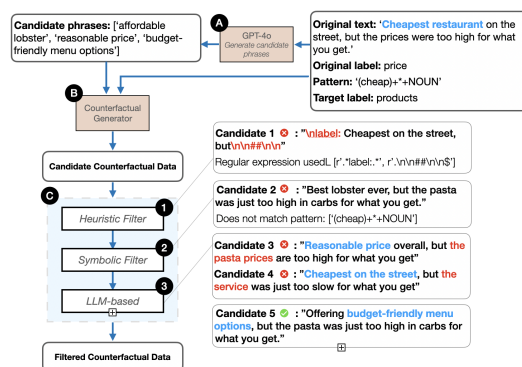 Candidate phrases: ['affordable
lobster', 'reasonable price', 'budget-
friendly menu options']
A
GPT-4o
Generate candidate
phrases
Original text: 'Cheapest restaurant on the
street, but the prices were too high for what
you get.'
Original label: price
Pattern: '(cheap)+*+NOUN'
Target label: products
B
Counterfactual
Generator
Candidate Counterfactual Data
C
1
Heuristic Filter
2
Symbolic Filter
3
LLM-based
Filtered Counterfactual Data
Candidate 1 : "\nlabel: Cheapest on the street,
but\n\n##\n\n"
Regular expression usedL [r'.*label:.*', r'.\n\n##\n\n$']
Candidate 2 : "Best lobster ever, but the pasta
was just too high in carbs for what you get."
Does not match pattern: ['(cheap)+*+NOUN']
Candidate 3 : "Reasonable price overall, but the
pasta prices are too high for what you get"
Candidate 4 : "Cheapest on the street, but the
service was just too slow for what you get"
Candidate 5 : "Offering budget-friendly menu
options, but the pasta was just too high in carbs for
what you get."